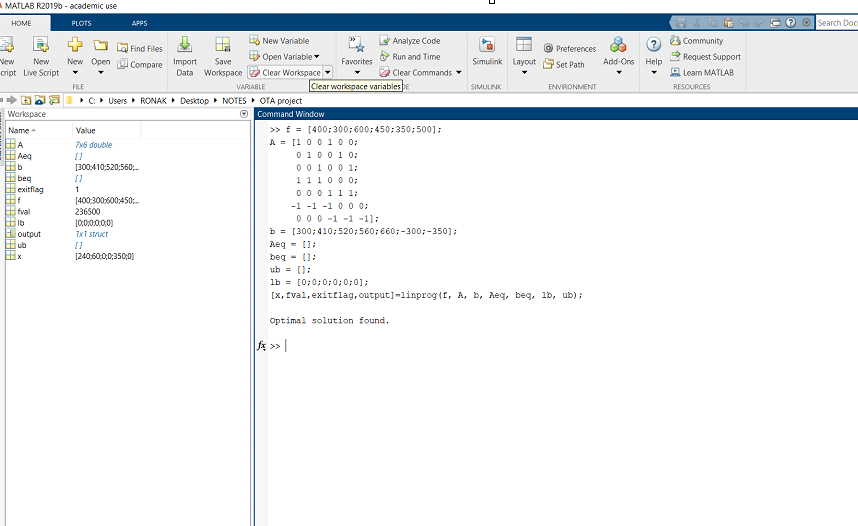 MATLAB R2019b - academic use
HOME PLOTS APPS
Search Doc
New Script
New Live Script
New
Open
Find Files
Compare
Import Data
Save Workspace
New Variable
Open Variable
Clear Workspace
Favorites
Analyze Code
Run and Time
Clear Commands
Simulink
Layout
Preferences
Set Path
Add-Ons
Help
Community
Request Support
Learn MATLAB
FILE VARIABLE DE SIMULINK ENVIRONMENT RESOURCES
Clear workspace variables
C: Users RONAK Desktop NOTES OTA project
Workspace
Name Value
A 7x6 double
Aeq []
b [300;410;520;560;...
beq []
exitflag 1
f [400;300;600;450;...
fval 236500
lb [0;0;0;0;0;0]
output 1x1 struct
ub []
x [240;60;0;0;350;0]
Command Window
>> f = [400;300;600;450;350;500];
A = [1 0 0 1 0 0;
0 1 0 0 1 0;
0 0 1 0 0 1;
1 1 1 0 0 0;
0 0 0 1 1 1;
-1 -1 -1 0 0 0;
0 0 0 -1 -1 -1];
b = [300;410;520;560;660;-300;-350];
Aeq = [];
beq = [];
ub = [];
lb = [0;0;0;0;0;0];
[x,fval,exitflag,output]=linprog(f, A, b, Aeq, beq, lb, ub);
Optimal solution found.
fx >>